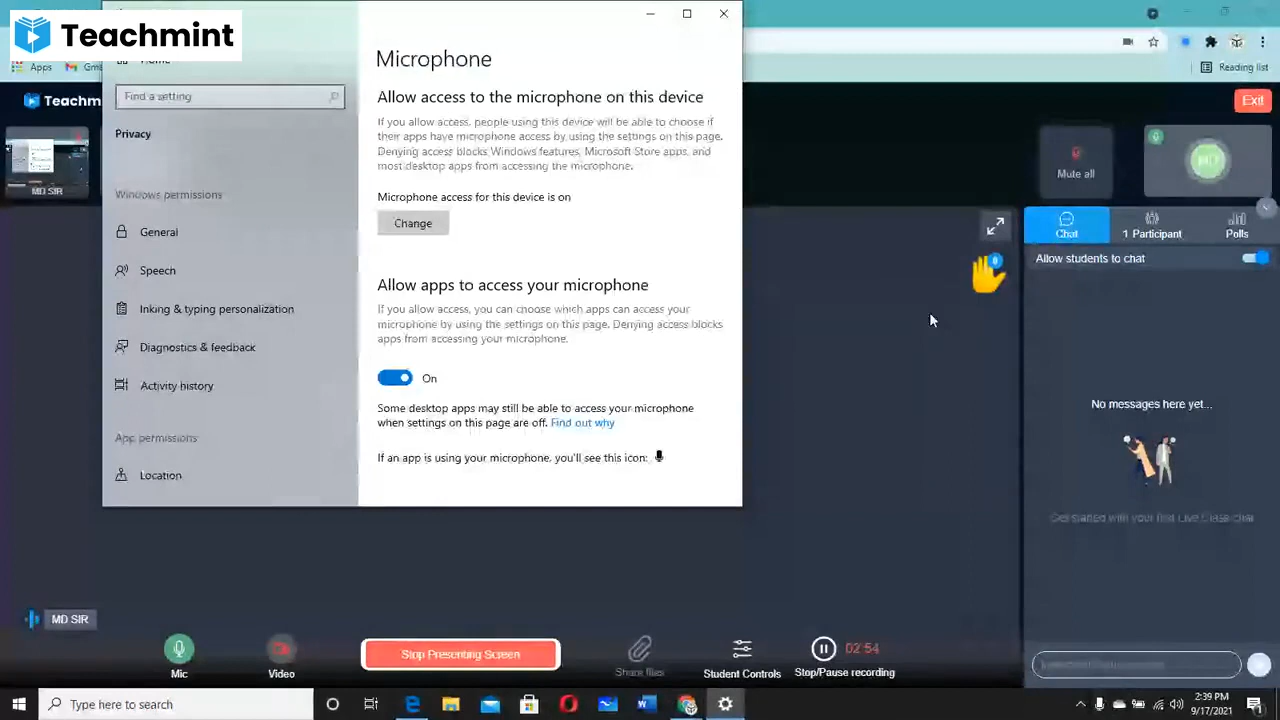 Teachmint
Home
Find a setting
Privacy
Windows permissions
General
Speech
Inking & typing personalization
Diagnostics & feedback
Activity history
App permissions
Location
Microphone
Allow access to the microphone on this device
If you allow access, people using this device will be able to choose if
their apps have microphone access by using the settings on this page.
Denying access blocks Windows features, Microsoft Store apps, and
most desktop apps from accessing the microphone.
Microphone access for this device is on
Change
Allow apps to access your microphone
If you allow access, you can choose which apps can access your
microphone by using the settings on this page. Denying access blocks
apps from accessing your microphone.
On
Some desktop apps may still be able to access your microphone
when settings on this page are off. Find out why
If an app is using your microphone, you'll see this icon:
Apps
Reading list
Teachm
Exit
MD SIR
Mute all
Chat
1 Participant
Polls
Allow students to chat
No messages here yet...
Get started with your first Live Class chat
MD SIR
Mic
Video
Stop Presenting Screen
Share files
Student Controls
02:54
Stop/Pause recording
Type here to search
2:39 PM
9/17/2021